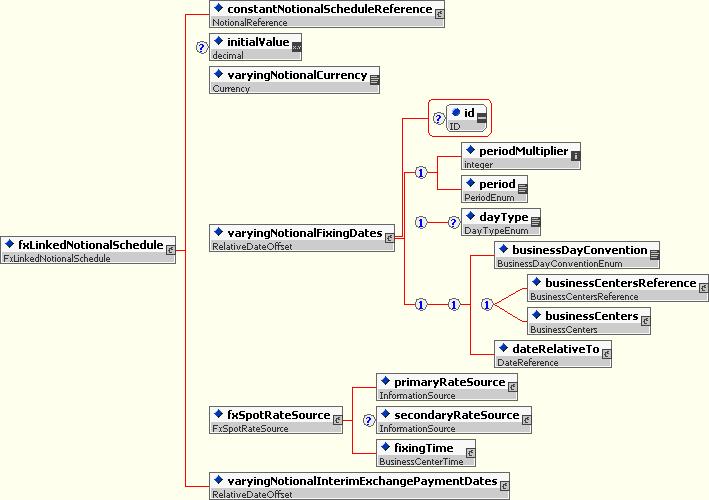 constantNotionalScheduleReference
NotionalReference
? initialValue
decimal
varyingNotionalCurrency
Currency
? id
ID
1 periodMultiplier
integer
period
PeriodEnum
fxLinkedNotionalSchedule
FxLinkedNotionalSchedule
varyingNotionalFixingDates
RelativeDateOffset
1 ? dayType
DayTypeEnum
businessDayConvention
BusinessDayConventionEnum
1 1 1 businessCentersReference
BusinessCentersReference
businessCenters
BusinessCenters
dateRelativeTo
DateReference
fxSpotRateSource
FxSpotRateSource
primaryRateSource
InformationSource
? secondaryRateSource
InformationSource
fixingTime
BusinessCenterTime
varyingNotionalInterimExchangePaymentDates
RelativeDateOffset